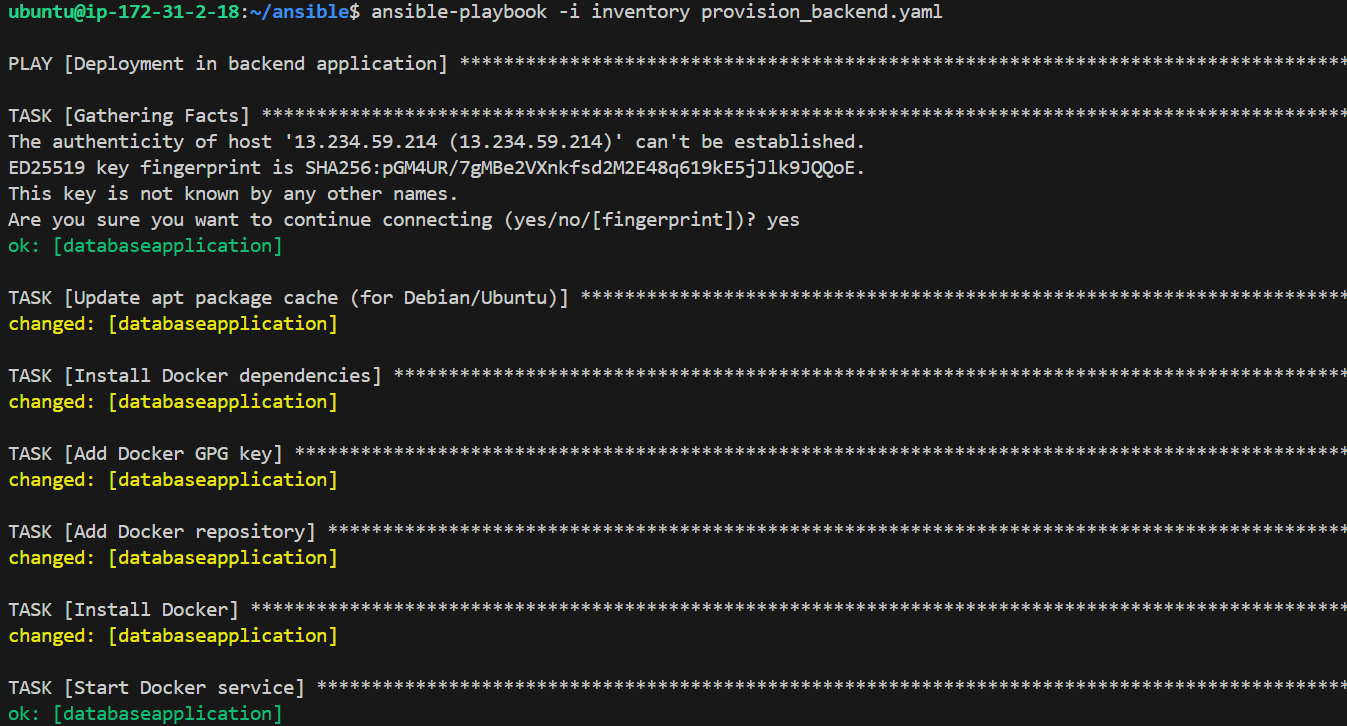 ubuntu@ip-172-31-2-18:~/ansible$ ansible-playbook -i inventory provision_backend.yaml
PLAY [Deployment in backend application] *********************************************************************************
TASK [Gathering Facts] ***************************************************************************************************
The authenticity of host '13.234.59.214 (13.234.59.214)' can't be established.
ED25519 key fingerprint is SHA256:pGM4UR/7gMBe2VXnkfsd2M2E48q619kE5jJlk9JQQoE.
This key is not known by any other names.
Are you sure you want to continue connecting (yes/no/[fingerprint])? yes
ok: [databaseapplication]
TASK [Update apt package cache (for Debian/Ubuntu)] **********************************************************************
changed: [databaseapplication]
TASK [Install Docker dependencies] ***************************************************************************************
changed: [databaseapplication]
TASK [Add Docker GPG key] ************************************************************************************************
changed: [databaseapplication]
TASK [Add Docker repository] *********************************************************************************************
changed: [databaseapplication]
TASK [Install Docker] ****************************************************************************************************
changed: [databaseapplication]
TASK [Start Docker service] **********************************************************************************************
ok: [databaseapplication]